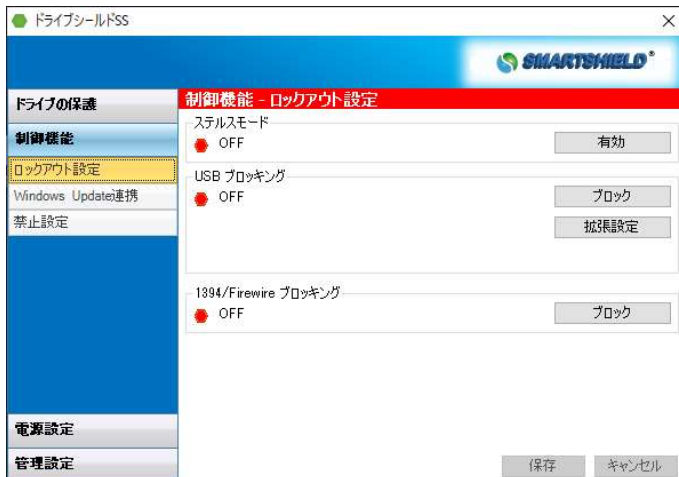 ドライブシールドSS
SMARTSHIELD®
ドライブの保護
制御機能
ロックアウト設定
Windows Update連携
禁止設定
電源設定
管理設定
制御機能 - ロックアウト設定
ステルスモード
OFF
有効
USB ブロッキング
OFF
ブロック
拡張設定
1394/Firewire ブロッキング
OFF
ブロック
保存
キャンセル